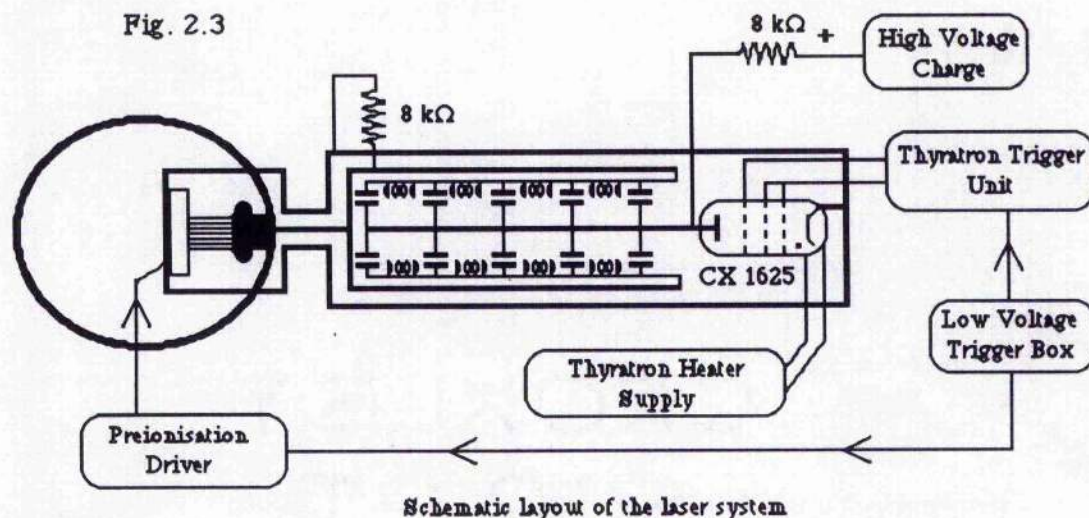 Fig. 2.3
8 kΩ
+
High Voltage
Charge
8 kΩ
Thyratron Trigger
Unit
CX 1625
Low Voltage
Trigger Box
Thyratron Heater
Supply
Preionisation
Driver
Schematic layout of the laser system